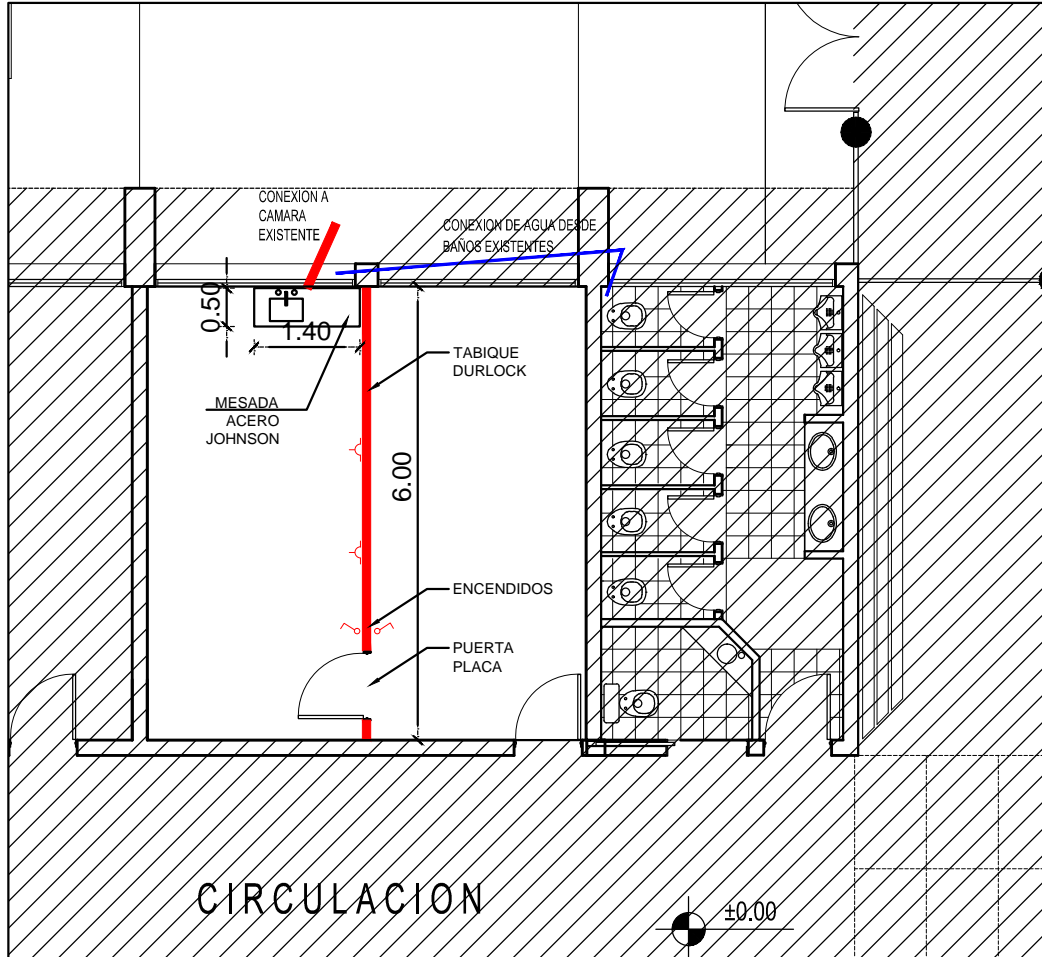 CONEXION A
CAMARA
EXISTENTE
CONEXION DE AGUA DESDE
BAÑOS EXISTENTES
0.50
1.40
TABIQUE
DURLOCK
MESADA
ACERO
JOHNSON
6.00
ENCENDIDOS
PUERTA
PLACA
CIRCULACION
±0.00